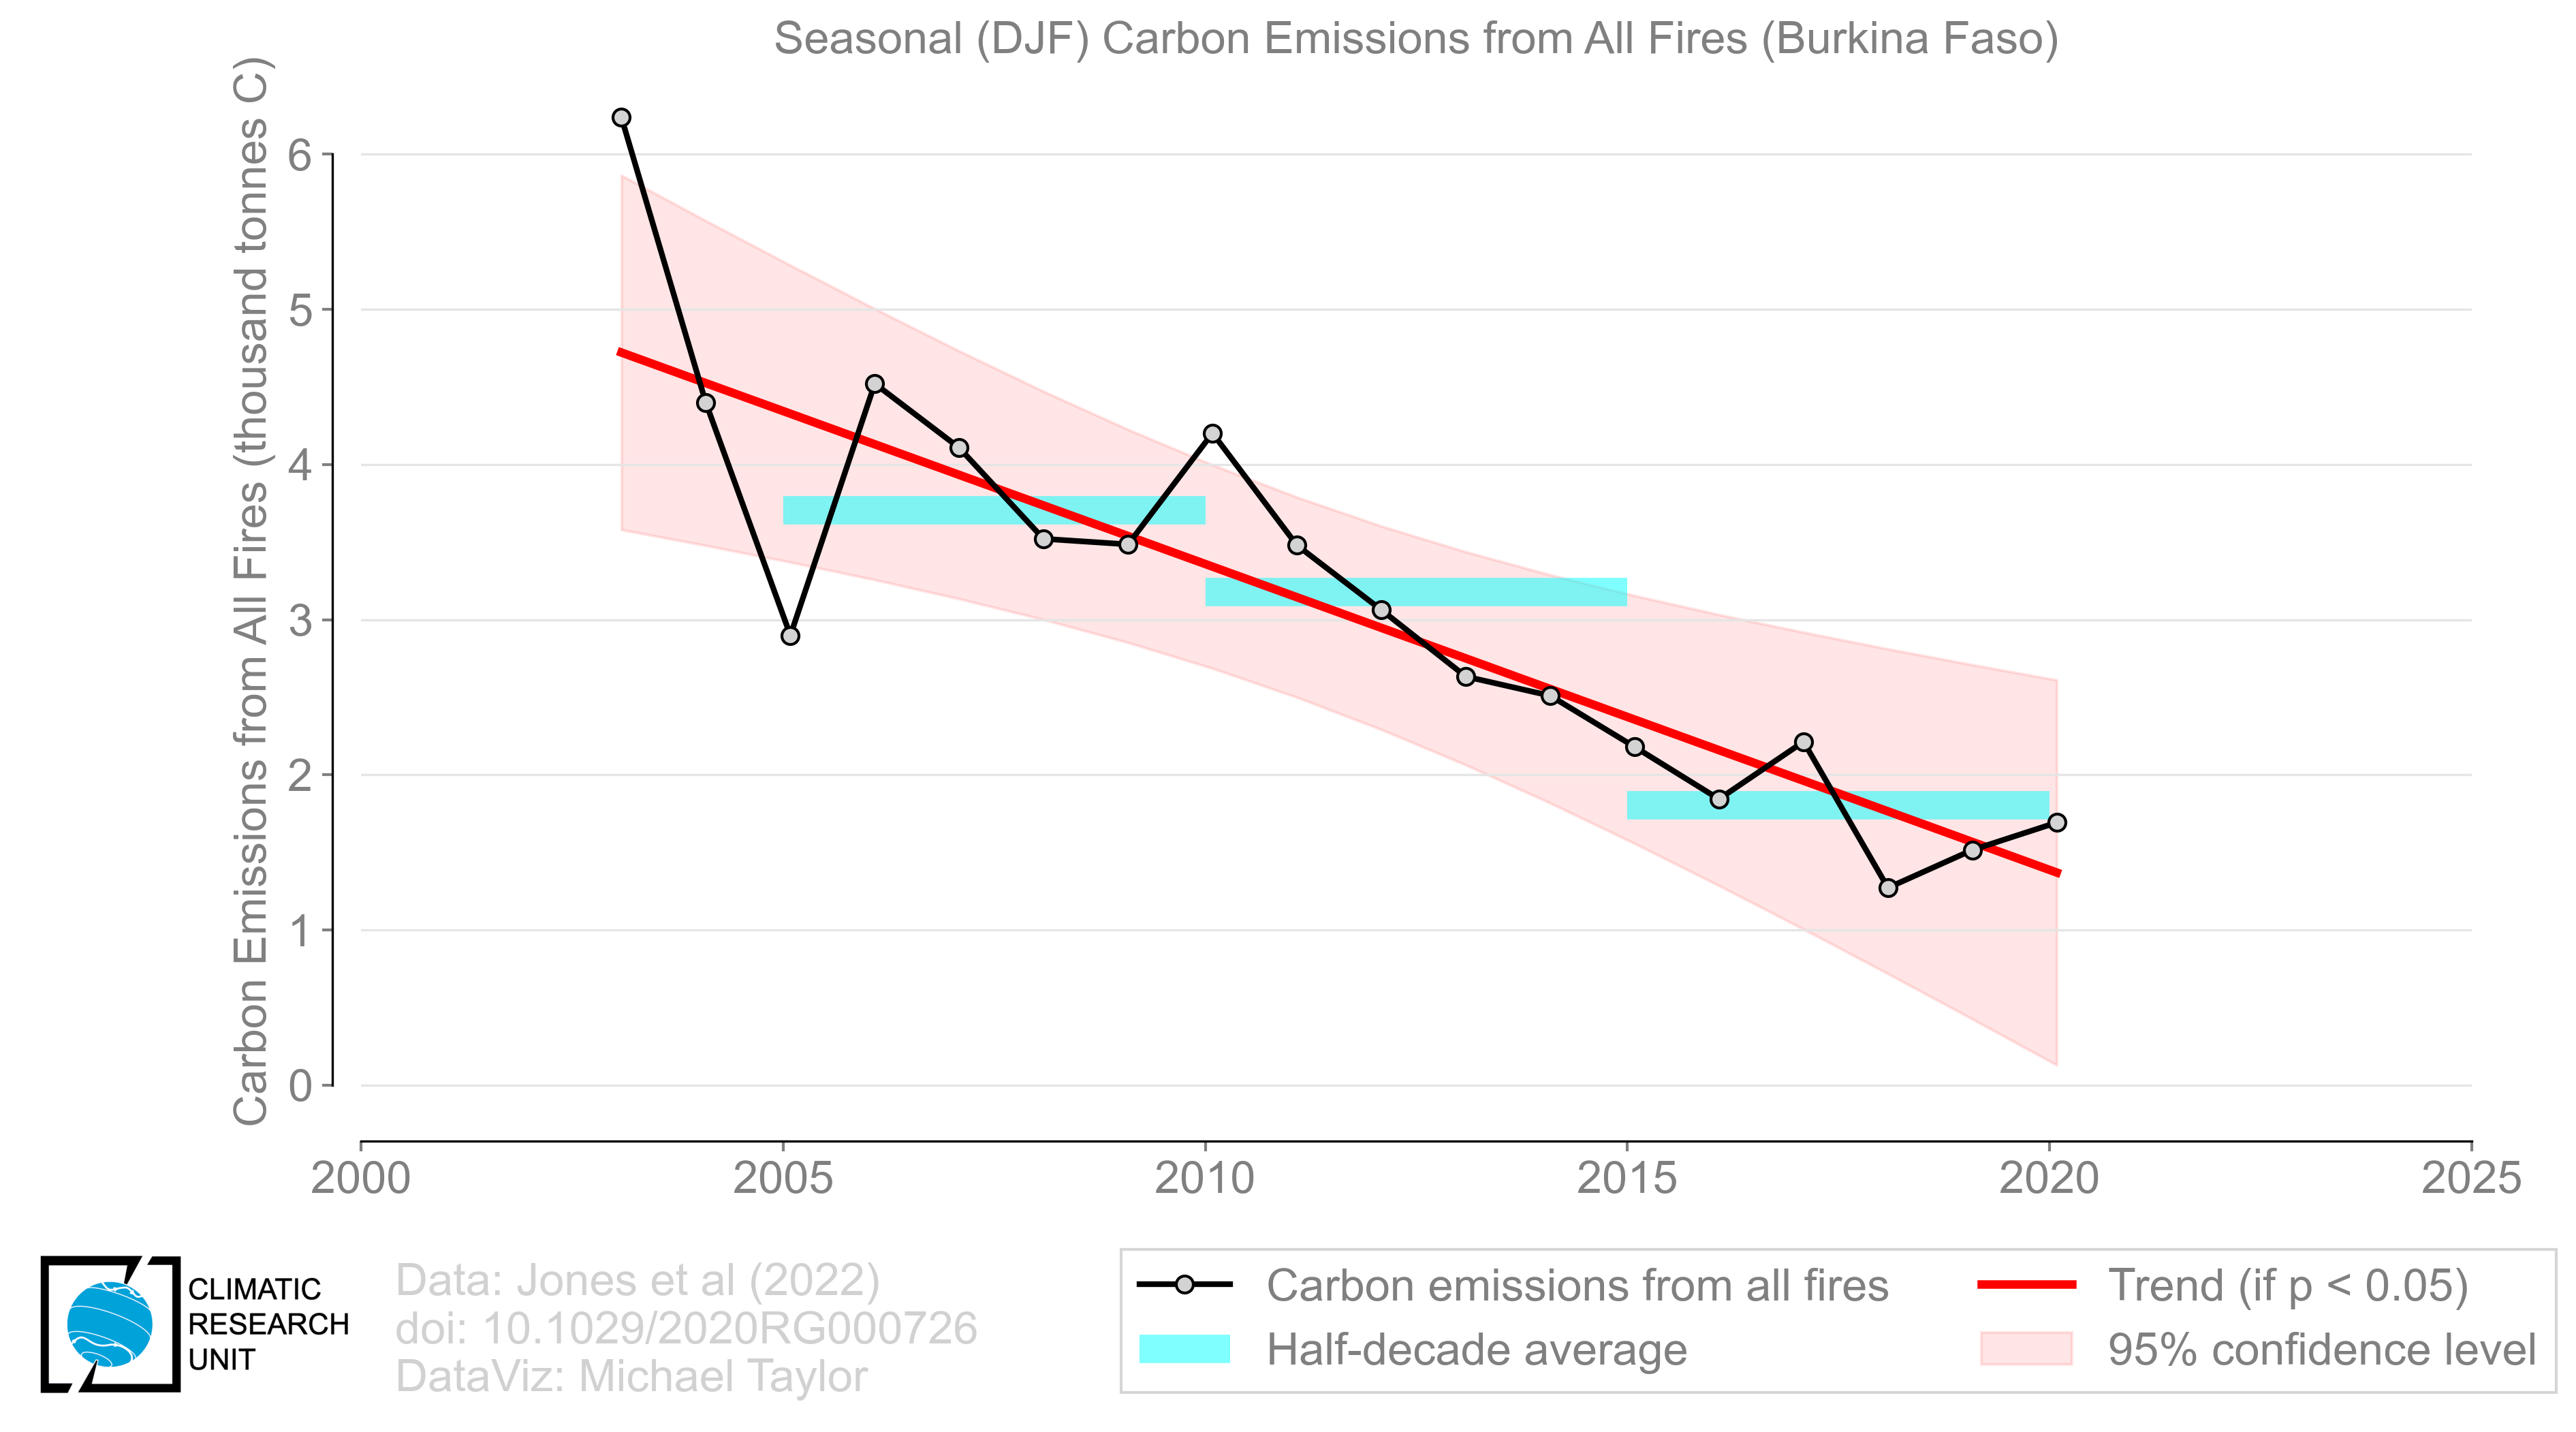 Seasonal (DJF) Carbon Emissions from All Fires (Burkina Faso)
Carbon Emissions from All Fires (thousand tonnes C)
6
5
4
3
2
1
0
2000 2005 2010 2015 2020 2025
CLIMATIC
RESEARCH
UNIT
Data: Jones et al (2022)
doi: 10.1029/2020RG000726
DataViz: Michael Taylor
Carbon emissions from all fires
Half-decade average
Trend (if p < 0.05)
95% confidence level